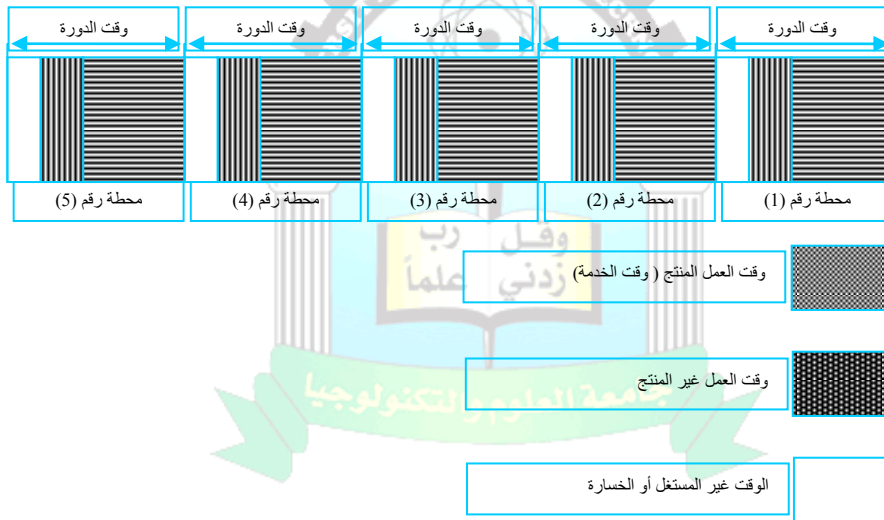 وقت الدورة
وقت الدورة
وقت الدورة
وقت الدورة
وقت الدورة
محطة رقم (1)
محطة رقم (2)
محطة رقم (3)
محطة رقم (4)
محطة رقم (5)
وقل رب
زدني علماً
وقت العمل المنتج ( وقت الخدمة)
وقت العمل غير المنتج
جامعة العلوم والتكنولوجيا
الوقت غير المستغل أو الخسارة